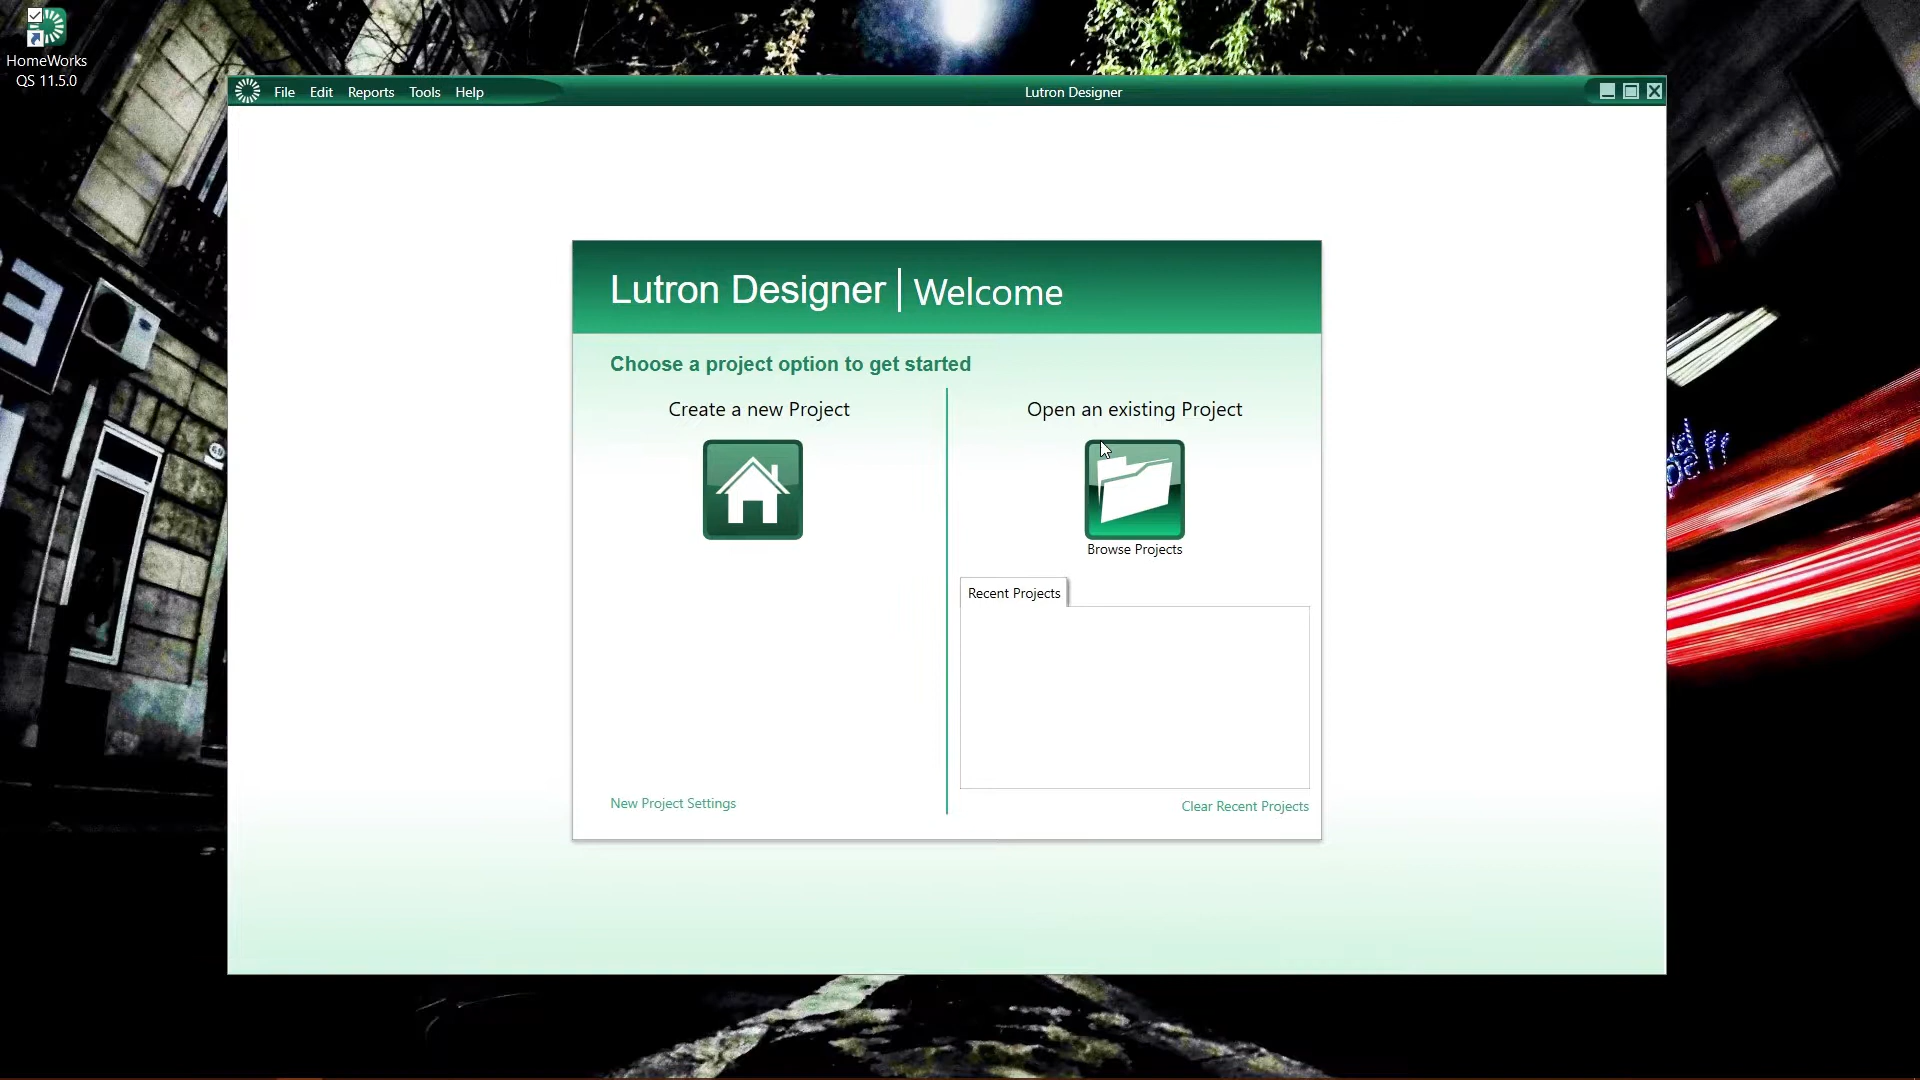 HomeWorks
QS 11.5.0
File Edit Reports Tools Help
Lutron Designer
Lutron Designer | Welcome
Choose a project option to get started
Create a new Project
Open an existing Project
Browse Projects
Recent Projects
New Project Settings
Clear Recent Projects